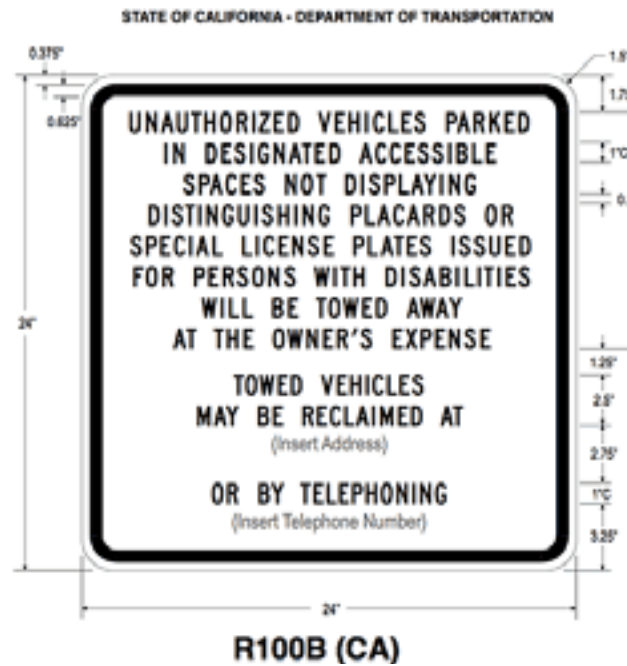 STATE OF CALIFORNIA - DEPARTMENT OF TRANSPORTATION
0.375"
0.625"
24"
UNAUTHORIZED VEHICLES PARKED
IN DESIGNATED ACCESSIBLE
SPACES NOT DISPLAYING
DISTINGUISHING PLACARDS OR
SPECIAL LICENSE PLATES ISSUED
FOR PERSONS WITH DISABILITIES
WILL BE TOWED AWAY
AT THE OWNER'S EXPENSE
TOWED VEHICLES
MAY BE RECLAIMED AT
(Insert Address)
OR BY TELEPHONING
(Insert Telephone Number)
1"C
1.25"
2.5"
2.75"
1"C
3.25"
24"
R100B (CA)